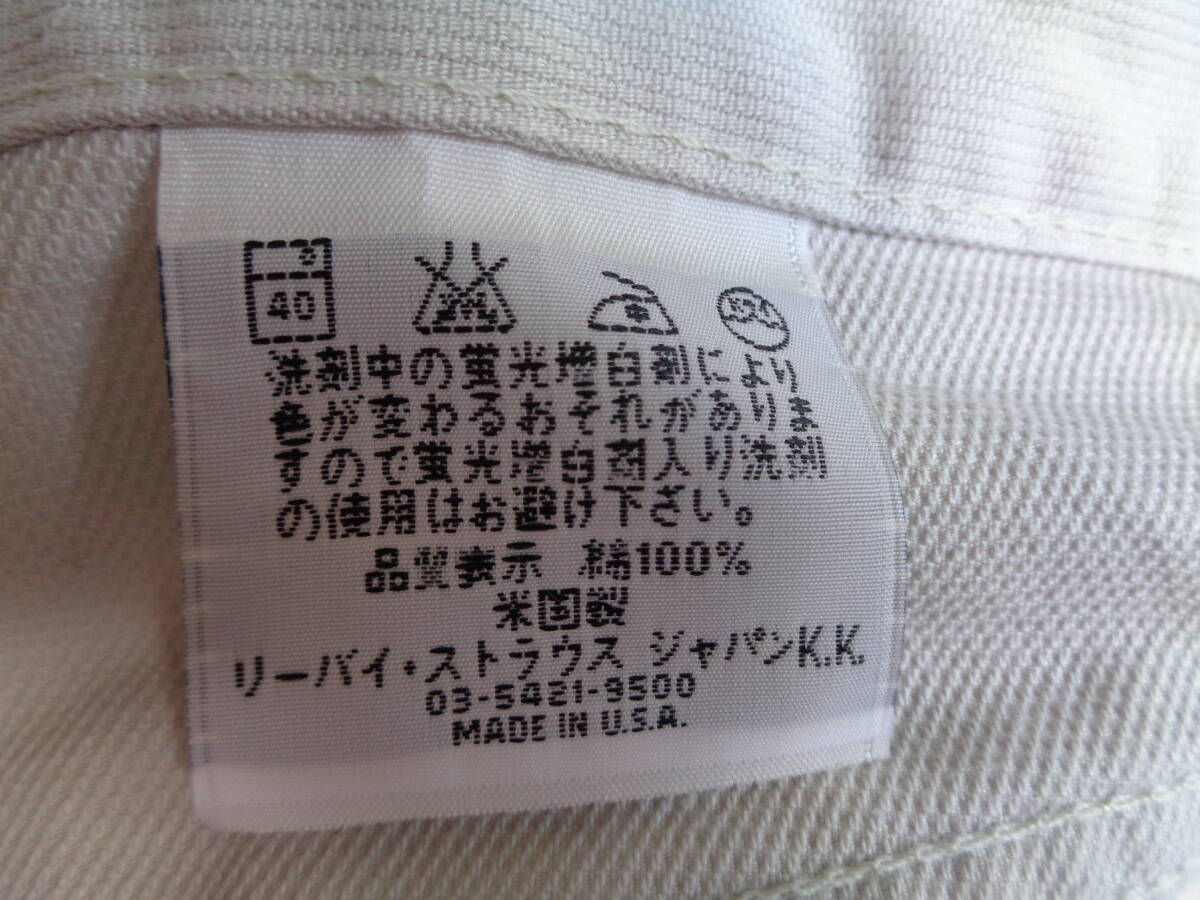 40
洗剤中の蛍光増白剤により
色が変わるおそれがありま
すので蛍光増白剤入り洗剤
の使用はお避け下さい。
品質表示 綿100%
米国製
リーバイ・ストラウス ジャパンK.K.
03-5421-9500
MADE IN U.S.A.